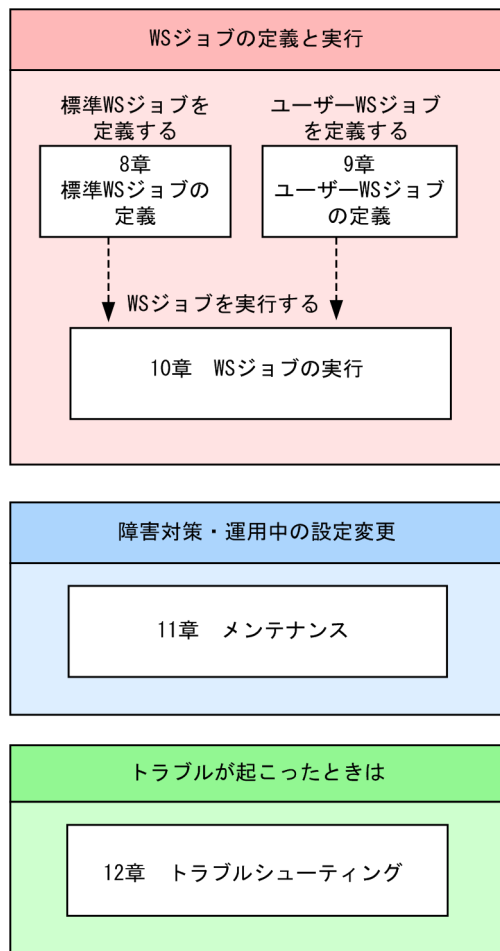 WSジョブの定義と実行
標準WSジョブを
定義する
8章
標準WSジョブの
定義
ユーザーWSジョブ
を定義する
9章
ユーザーWSジョブ
の定義
WSジョブを実行する
10章　WSジョブの実行
障害対策・運用中の設定変更
11章　メンテナンス
トラブルが起こったときは
12章　トラブルシューティング